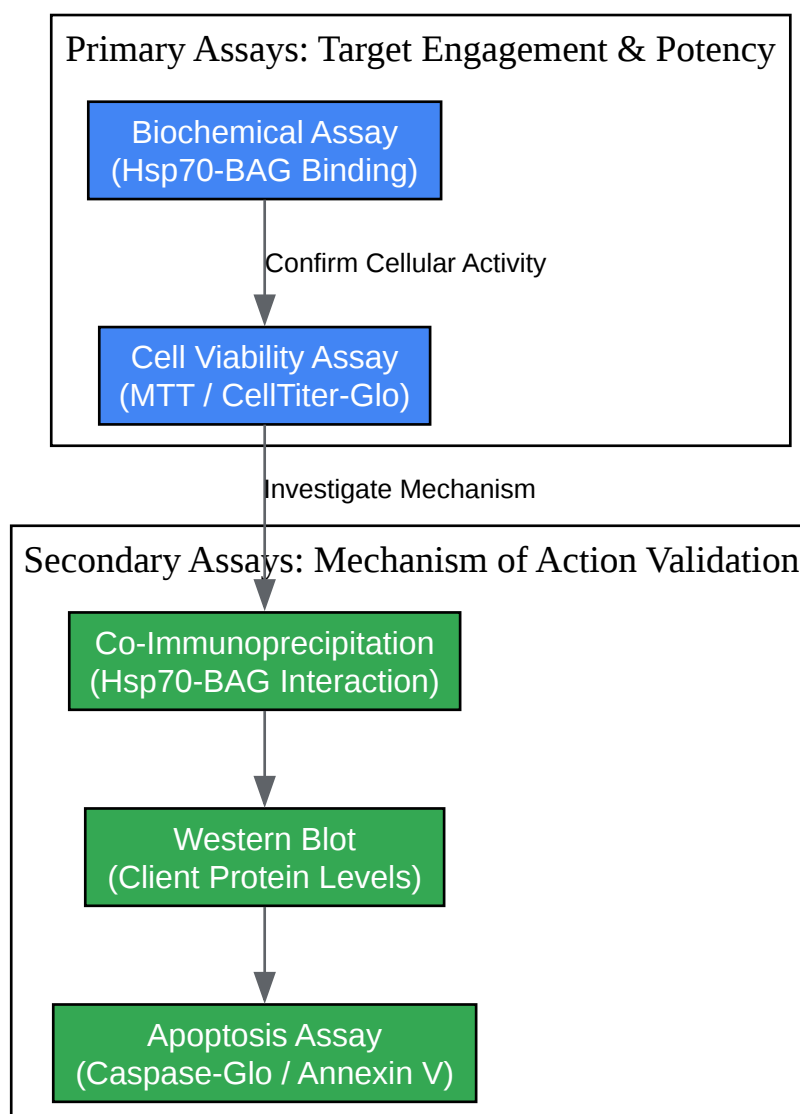 Primary Assays: Target Engagement & Potency
Biochemical Assay
(Hsp70-BAG Binding)
Confirm Cellular Activity
Cell Viability Assay
(MTT / CellTiter-Glo)
Investigate Mechanism
Secondary Assays: Mechanism of Action Validation
Co-Immunoprecipitation
(Hsp70-BAG Interaction)
Western Blot
(Client Protein Levels)
Apoptosis Assay
(Caspase-Glo / Annexin V)